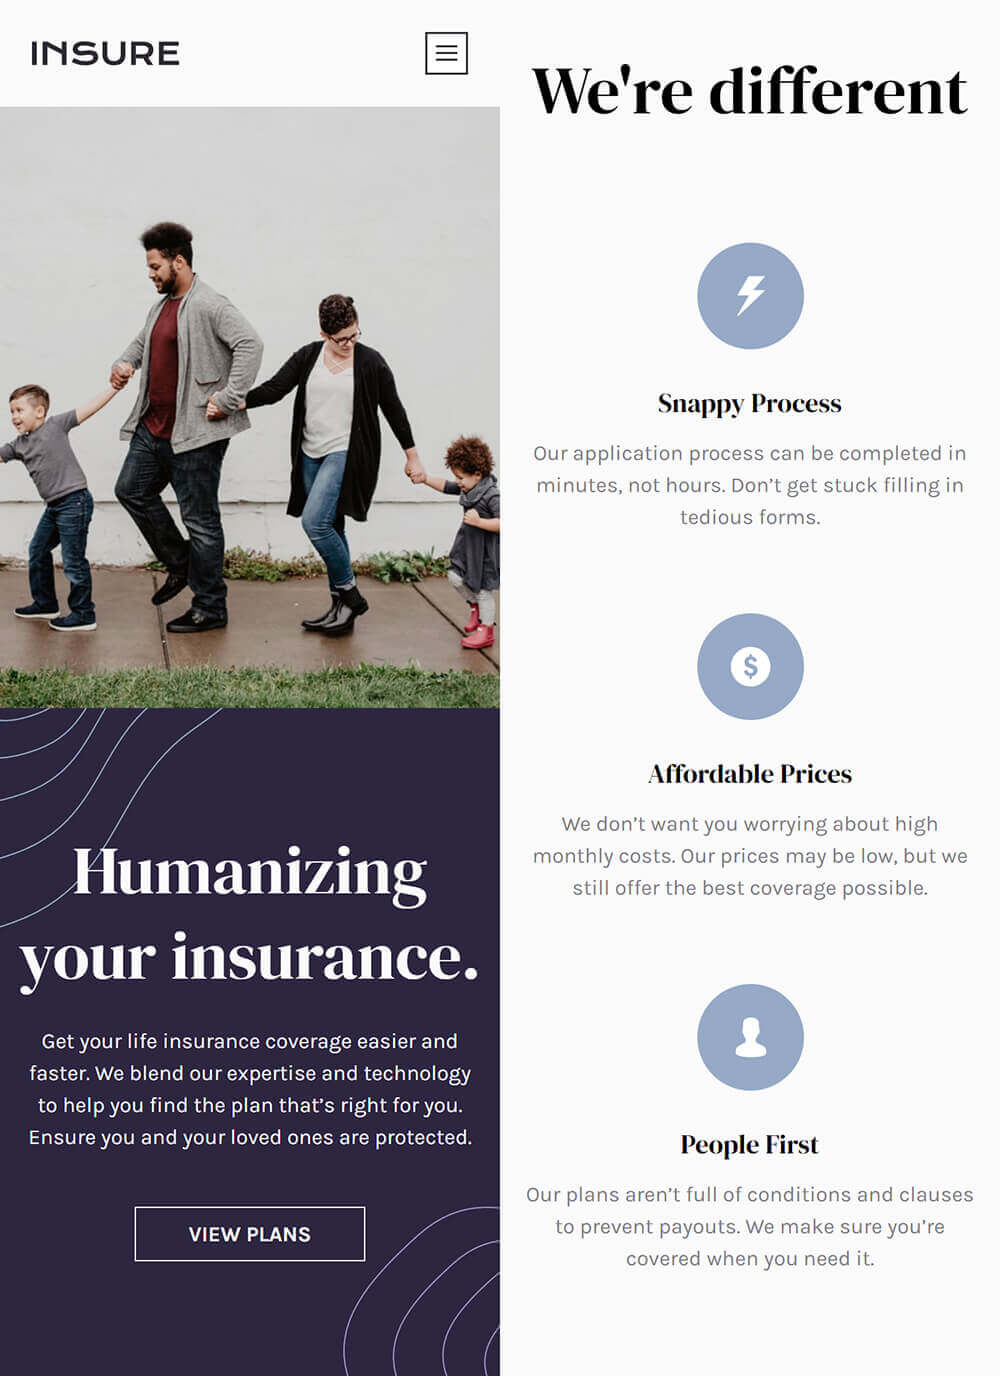 INSURE
Humanizing
your insurance.
Get your life insurance coverage easier and
faster. We blend our expertise and technology
to help you find the plan that’s right for you.
Ensure you and your loved ones are protected.
VIEW PLANS
We're different
Snappy Process
Our application process can be completed in
minutes, not hours. Don’t get stuck filling in
tedious forms.
$
Affordable Prices
We don’t want you worrying about high
monthly costs. Our prices may be low, but we
still offer the best coverage possible.
People First
Our plans aren’t full of conditions and clauses
to prevent payouts. We make sure you’re
covered when you need it.